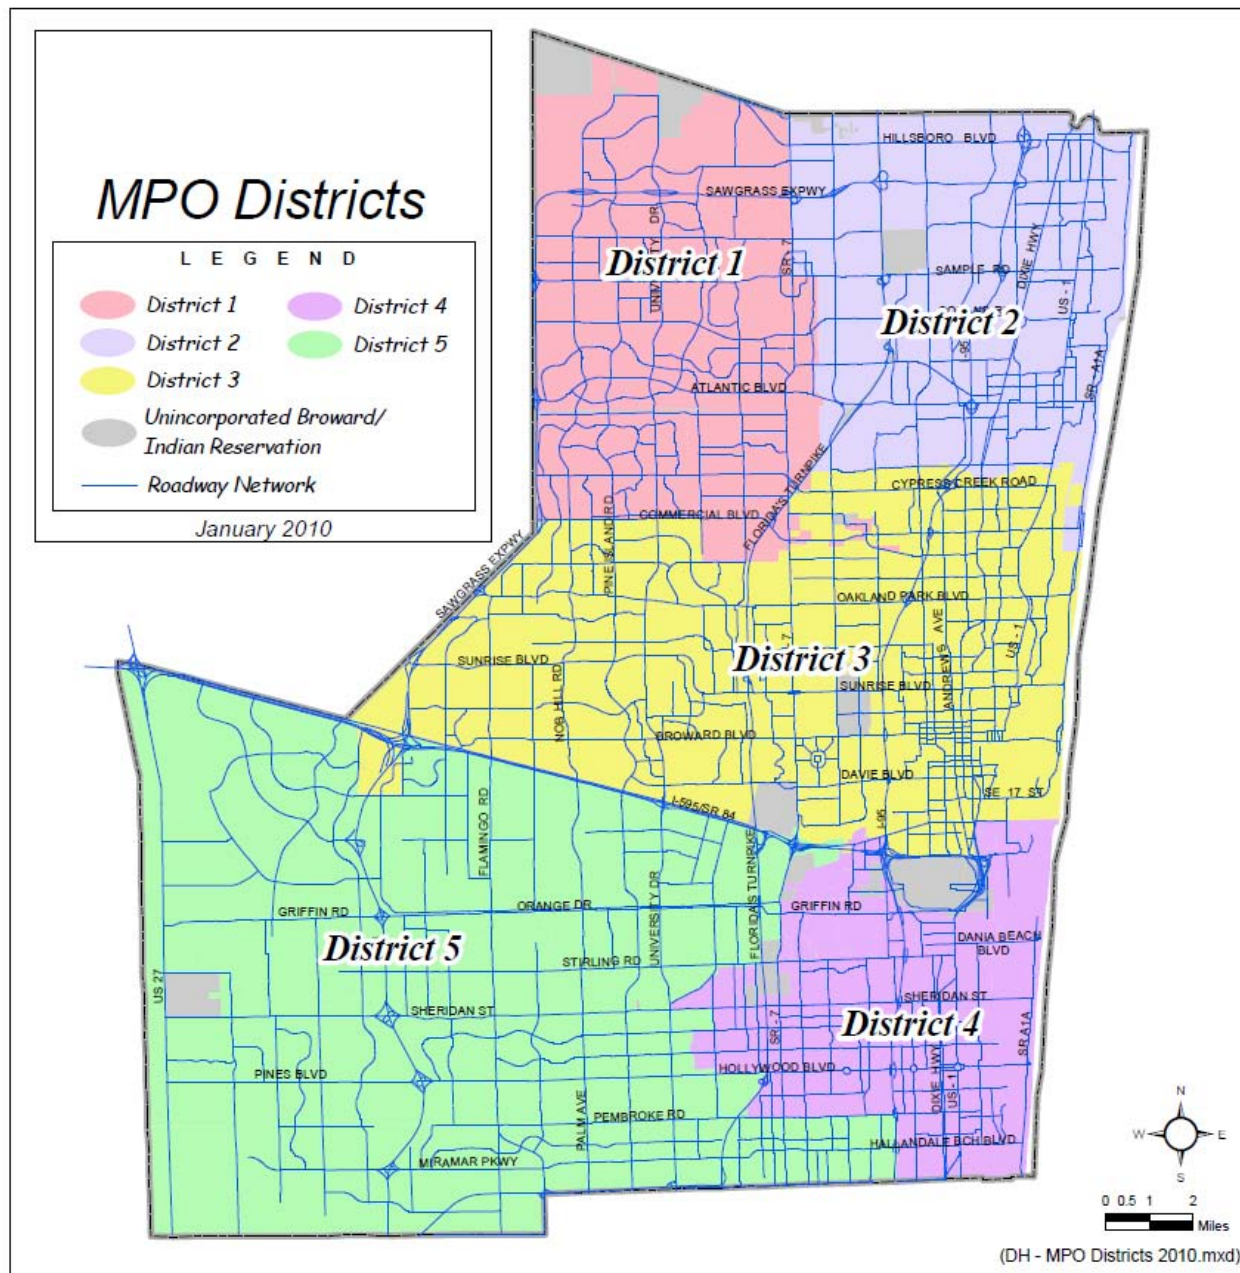 MPO Districts
L E G E N D
District 1
District 4
District 2
District 5
District 3
Unincorporated Broward/
Indian Reservation
Roadway Network
January 2010
HILLSBORO BLVD
SAWGRASS EXPWY
UNIVERSITY DR
SR - 7
DIXIE HWY
District 1
SAMPLE RD
US - 1
District 2
I-95
SR - A1A
ATLANTIC BLVD
FLORIDA'S TURNPIKE
CYPRESS CREEK ROAD
PINE ISLAND RD
COMMERCIAL BLVD
SAWGRASS EXPWY
OAKLAND PARK BLVD
ANDREWS AVE
US - 1
SUNRISE BLVD
District 3
SUNRISE BLVD
NOB HILL RD
BROWARD BLVD
DAVIE BLVD
SE 17 ST
I-595/SR 84
I-95
FLAMINGO RD
FLORIDA'S TURNPIKE
UNIVERSITY DR
GRIFFIN RD
ORANGE DR
GRIFFIN RD
District 5
DANIA BEACH
BLVD
STIRLING RD
US 27
SHERIDAN ST
SHERIDAN ST
SR - 7
District 4
SR A1A
PINES BLVD
HOLLYWOOD BLVD
DIXIE HWY
US - 1
PALM AVE
PEMBROKE RD
HALLANDALE BCH BLVD
MIRAMAR PKWY
N
W
E
S
0 0.5 1 2
Miles
(DH - MPO Districts 2010.mxd)